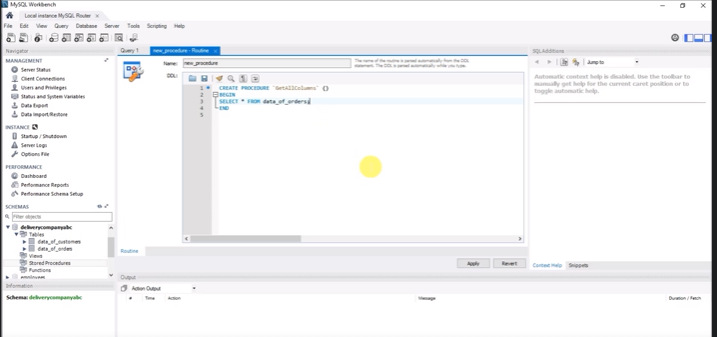 MySQL Workbench
Local instance MySQL Router ×
File Edit View Query Database Server Tools Scripting Help
Navigator
MANAGEMENT
Server Status
Client Connections
Users and Privileges
Status and System Variables
Data Export
Data Import/Restore
INSTANCE
Startup / Shutdown
Server Logs
Options File
PERFORMANCE
Dashboard
Performance Reports
Performance Schema Setup
SCHEMAS
Filter objects
deliverycompanyabc
Tables
data_of_customers
data_of_orders
Views
Stored Procedures
Functions
employees
Information
Schema: deliverycompanyabc
Query 1 new_procedure - Routine ×
Name: new_procedure
The name of the routine is parsed automatically from the DDL
statement. The DDL is parsed automatically while you type.
DDL:
1 CREATE PROCEDURE `GetAllColumns` ()
2 BEGIN
3 SELECT * FROM data_of_orders;
4 END
5
Routine
Apply Revert
SQL Additions
Jump to
Automatic context help is disabled. Use the toolbar to
manually get help for the current caret position or to
toggle automatic help.
Context Help Snippets
Output
Action Output
# Time Action Message Duration / Fetch